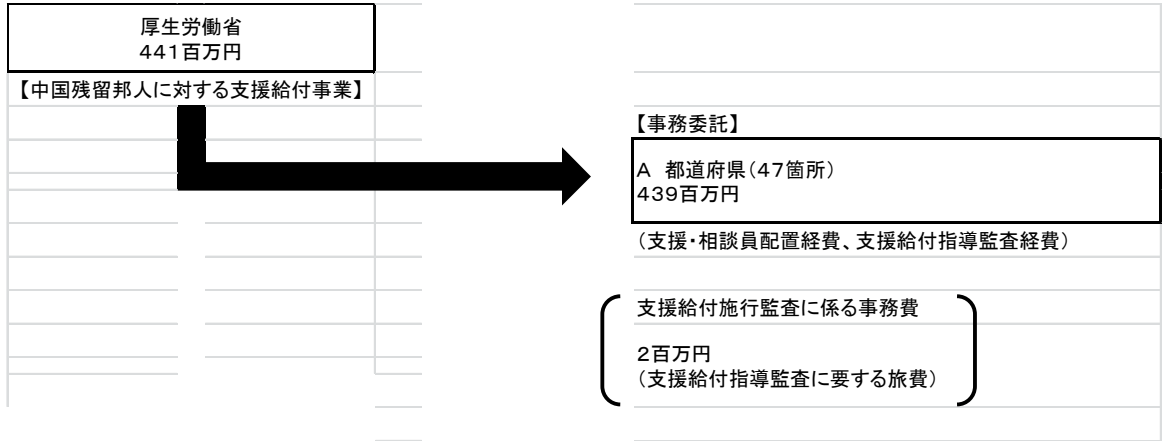 厚生労働省
441百万円
【中国残留邦人に対する支援給付事業】
【事務委託】
A 都道府県（47箇所）
439百万円
（支援・相談員配置経費、支援給付指導監査経費）
支援給付施行監査に係る事務費
2百万円
（支援給付指導監査に要する旅費）